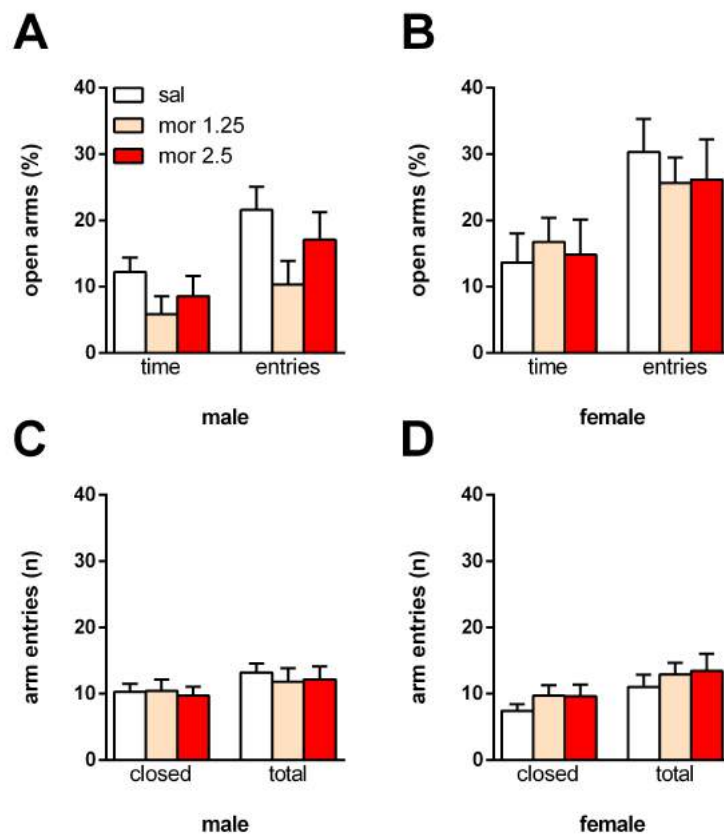 A
open arms (%)
40
30
20
10
0
sal
mor 1.25
mor 2.5
time
entries
male
B
open arms (%)
40
30
20
10
0
time
entries
female
C
arm entries (n)
40
30
20
10
0
closed
total
male
D
arm entries (n)
40
30
20
10
0
closed
total
female